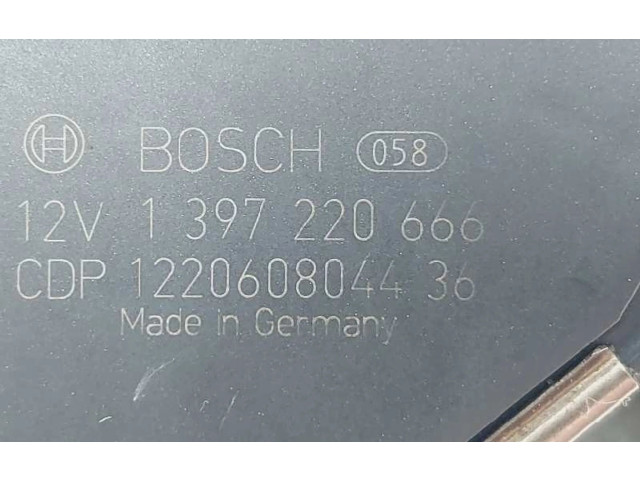 BOSCH 058
12V 1 397 220 666
CDP 1220608044 36
Made in Germany